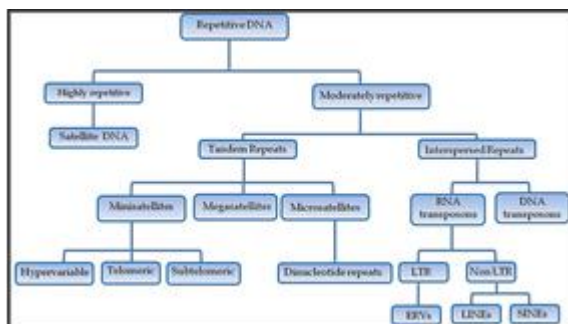 Repetitive DNA
Highly repetitive
Moderately repetitive
Satellite DNA
Tandem Repeats
Interspersed Repeats
Minisatellites
Megasatellites
Microsatellites
RNA
transposons
DNA
transposons
Hypervariable
Telomeric
Subtelomeric
Dinucleotide repeats
LTR
Non LTR
ERVs
LINEs
SINEs